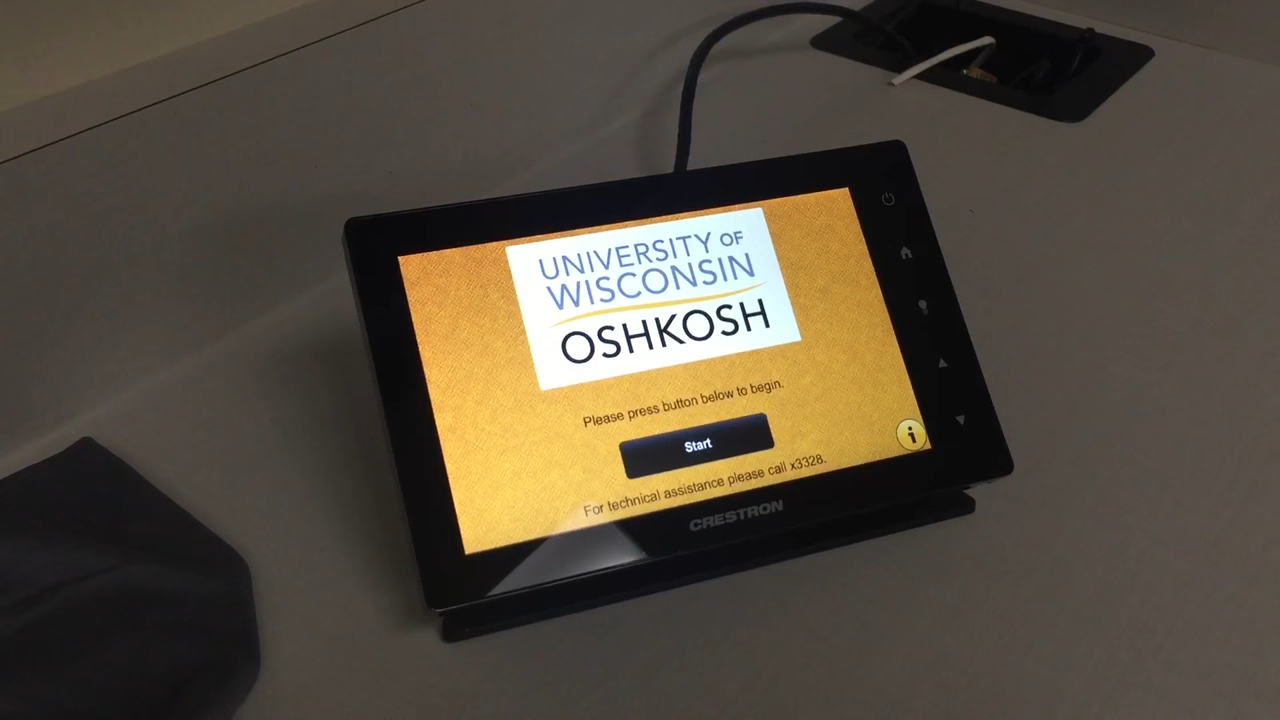 UNIVERSITY OF
WISCONSIN
OSHKOSH
Please press button below to begin.
Start
i
For technical assistance please call x3328.
CRESTRON